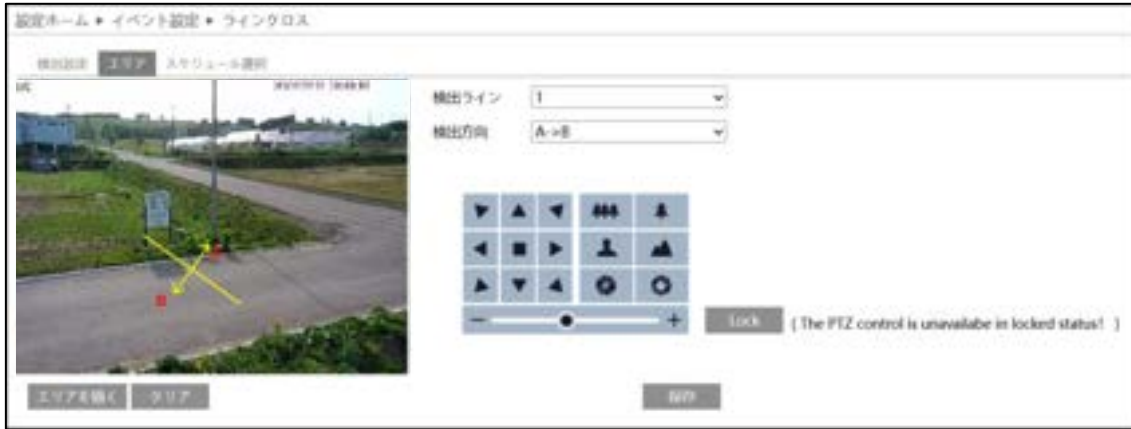 設定ホーム ▸ イベント設定 ▸ ラインクロス
検出設定 エリア スケジュール選択
検出ライン 1
検出方向 A->B
Lock ( The PTZ control is unavailabe in locked status! )
エリアを描く クリア 保存